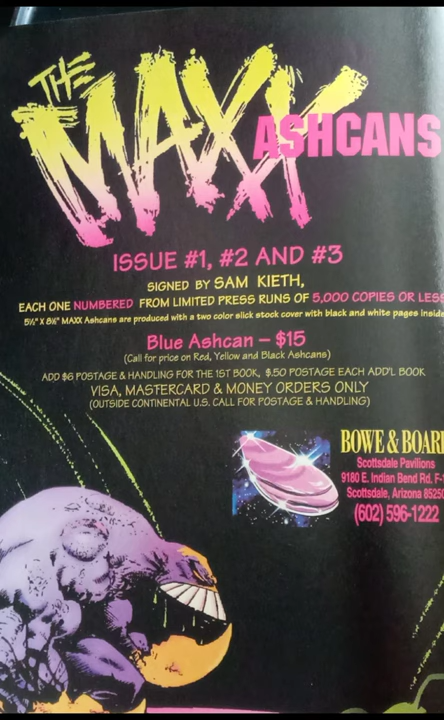 THE
MAXX
ASHCANS
ISSUE #1, #2 AND #3
SIGNED BY SAM KIETH,
EACH ONE NUMBERED FROM LIMITED PRESS RUNS OF 5,000 COPIES OR LES
5½" X 8½" MAXX Ashcans are produced with a two color slick stock cover with black and white pages inside
Blue Ashcan – $15
(Call for price on Red, Yellow and Black Ashcans)
ADD $6 POSTAGE & HANDLING FOR THE 1ST BOOK, $.50 POSTAGE EACH ADD'L BOOK
VISA, MASTERCARD & MONEY ORDERS ONLY
(OUTSIDE CONTINENTAL U.S. CALL FOR POSTAGE & HANDLING)
BOWE & BOAR
Scottsdale Pavilions
9180 E. Indian Bend Rd. F-
Scottsdale, Arizona 8525
(602) 596-1222